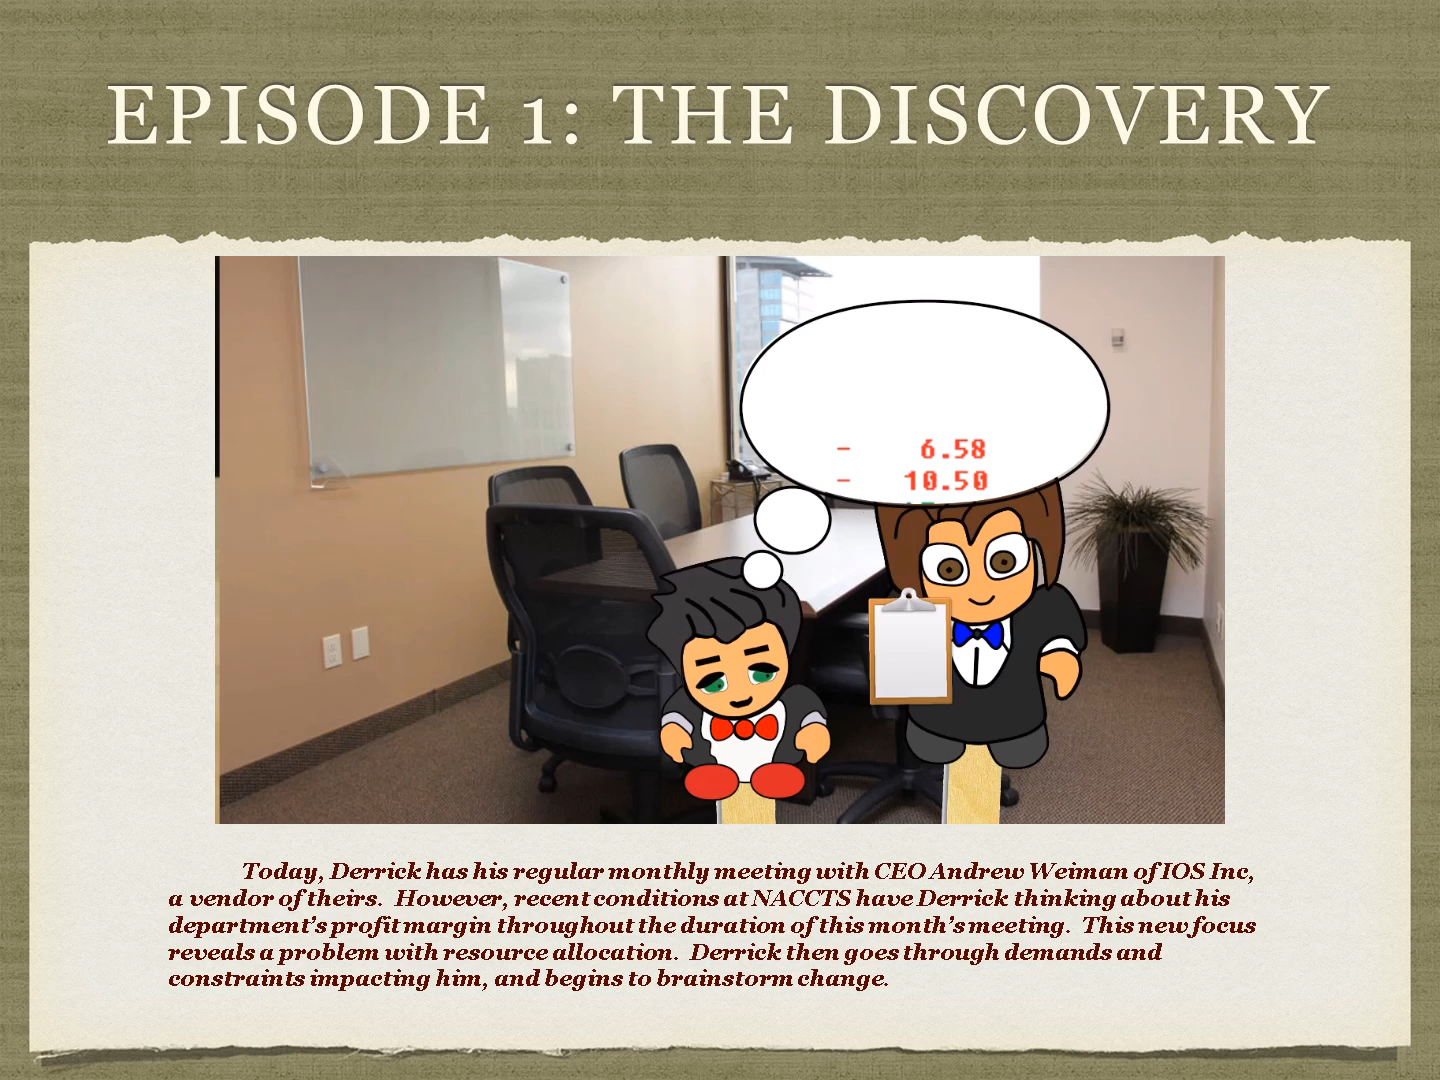 EPISODE 1: THE DISCOVERY
- 6.58
- 10.50
Today, Derrick has his regular monthly meeting with CEO Andrew Weiman of IOS Inc,
a vendor of theirs. However, recent conditions at NACCTS have Derrick thinking about his
department's profit margin throughout the duration of this month's meeting. This new focus
reveals a problem with resource allocation. Derrick then goes through demands and
constraints impacting him, and begins to brainstorm change.